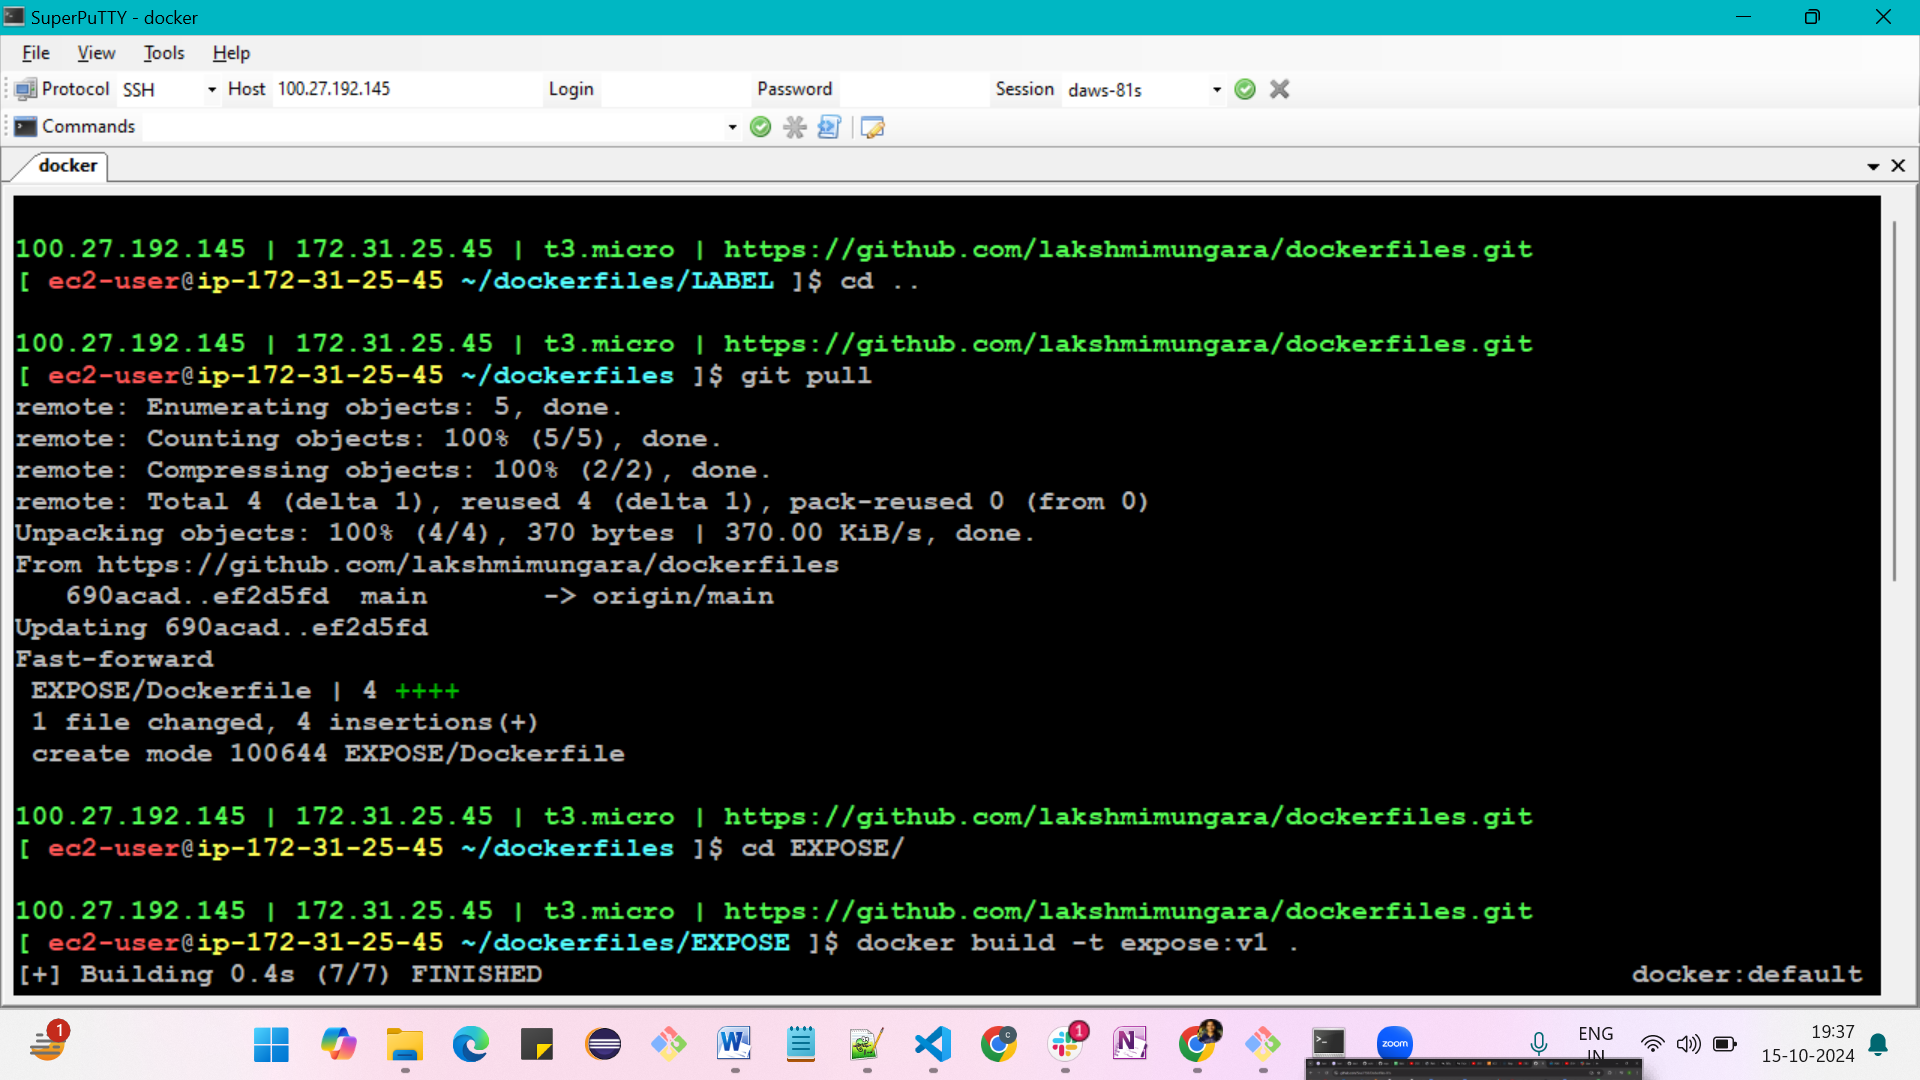 SuperPuTTY - docker
File View Tools Help
Protocol SSH Host 100.27.192.145 Login Password Session daws-81s
Commands
docker
100.27.192.145 | 172.31.25.45 | t3.micro | https://github.com/lakshmimungara/dockerfiles.git
[ ec2-user@ip-172-31-25-45 ~/dockerfiles/LABEL ]$ cd ..
100.27.192.145 | 172.31.25.45 | t3.micro | https://github.com/lakshmimungara/dockerfiles.git
[ ec2-user@ip-172-31-25-45 ~/dockerfiles ]$ git pull
remote: Enumerating objects: 5, done.
remote: Counting objects: 100% (5/5), done.
remote: Compressing objects: 100% (2/2), done.
remote: Total 4 (delta 1), reused 4 (delta 1), pack-reused 0 (from 0)
Unpacking objects: 100% (4/4), 370 bytes | 370.00 KiB/s, done.
From https://github.com/lakshmimungara/dockerfiles
   690acad..ef2d5fd  main       -> origin/main
Updating 690acad..ef2d5fd
Fast-forward
 EXPOSE/Dockerfile | 4 ++++
 1 file changed, 4 insertions(+)
 create mode 100644 EXPOSE/Dockerfile
100.27.192.145 | 172.31.25.45 | t3.micro | https://github.com/lakshmimungara/dockerfiles.git
[ ec2-user@ip-172-31-25-45 ~/dockerfiles ]$ cd EXPOSE/
100.27.192.145 | 172.31.25.45 | t3.micro | https://github.com/lakshmimungara/dockerfiles.git
[ ec2-user@ip-172-31-25-45 ~/dockerfiles/EXPOSE ]$ docker build -t expose:v1 .
[+] Building 0.4s (7/7) FINISHED docker:default
1
1
zoom
ENG
IN
19:37
15-10-2024